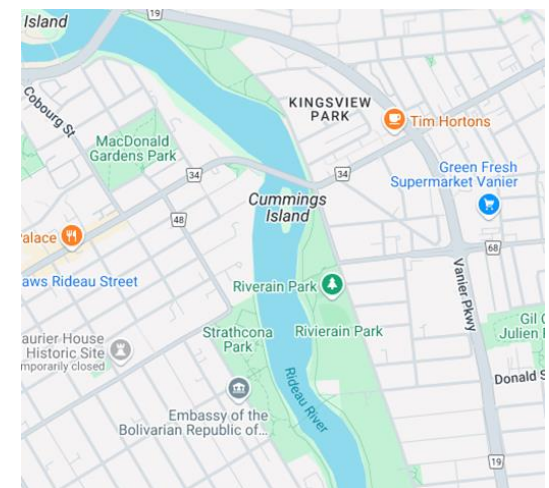 Island
19
Cobourg St
KINGSVIEW
PARK
Tim Hortons
MacDonald
Gardens Park
34
34
Green Fresh
Supermarket Vanier
Cummings
Island
48
Palace
68
aws Rideau Street
Vanier Pkwy
Riverain Park
Strathcona
Park
Rivierain Park
Gil O
Julien P
aurier House
Historic Site
mporarily closed
Rideau River
Donald S
Embassy of the
Bolivarian Republic of...
19